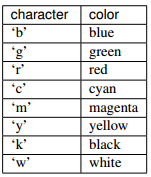 character color
‘b’ blue
‘g’ green
‘r’ red
‘c’ cyan
‘m’ magenta
‘y’ yellow
‘k’ black
‘w’ white